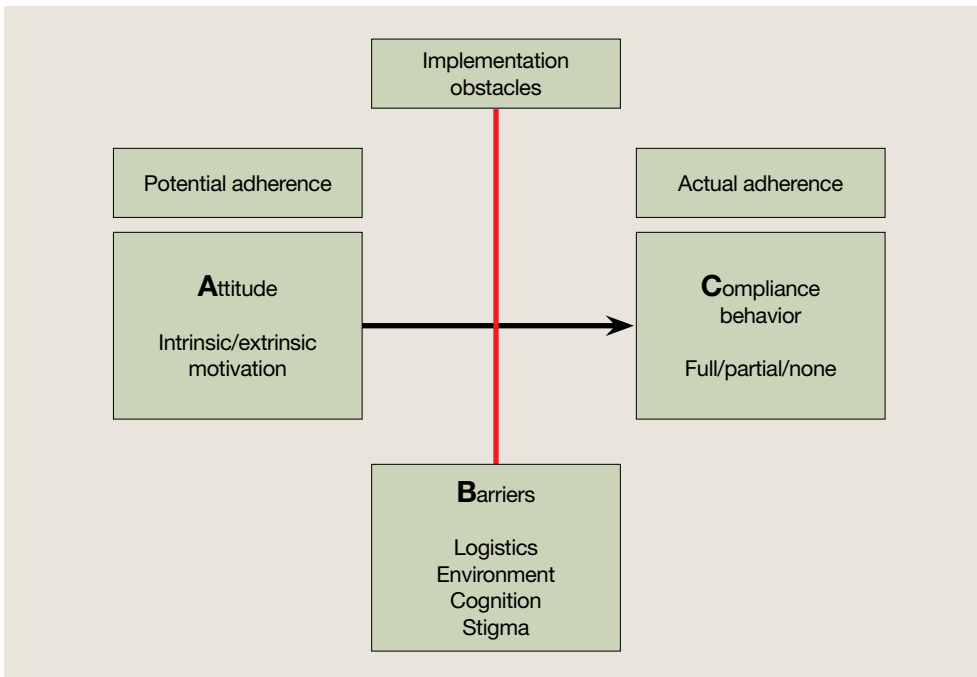 Implementation
obstacles
Potential adherence
Actual adherence
Attitude
Intrinsic/extrinsic
motivation
Compliance
behavior
Full/partial/none
Barriers
Logistics
Environment
Cognition
Stigma